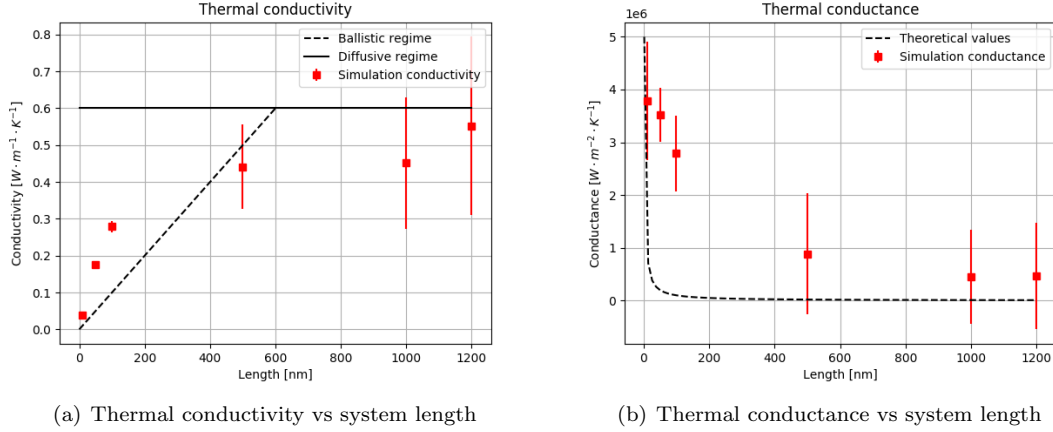 Thermal conductivity
0.8
0.7
0.6
0.5
0.4
0.3
0.2
0.1
0.0
Conductivity [W · m⁻¹ · K⁻¹]
Ballistic regime
Diffusive regime
Simulation conductivity
0 200 400 600 800 1000 1200
Length [nm]
(a) Thermal conductivity vs system length
1e6
Thermal conductance
5
4
3
2
1
0
Conductance [W · m⁻² · K⁻¹]
Theoretical values
Simulation conductance
0 200 400 600 800 1000 1200
Length [nm]
(b) Thermal conductance vs system length